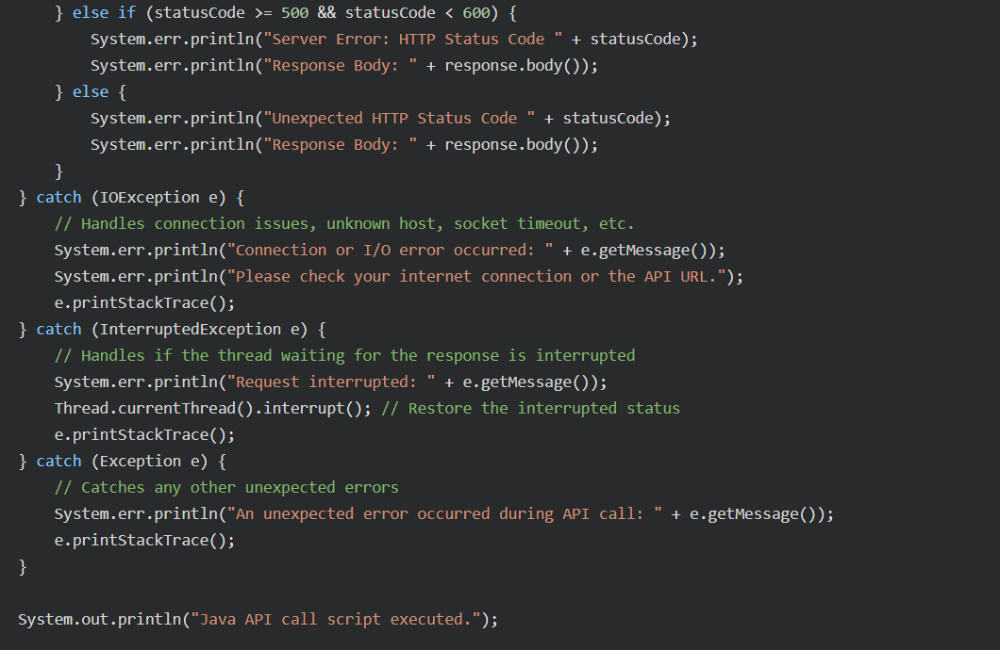 } else if (statusCode >= 500 && statusCode < 600) {
        System.err.println("Server Error: HTTP Status Code " + statusCode);
        System.err.println("Response Body: " + response.body());
    } else {
        System.err.println("Unexpected HTTP Status Code " + statusCode);
        System.err.println("Response Body: " + response.body());
    }
} catch (IOException e) {
    // Handles connection issues, unknown host, socket timeout, etc.
    System.err.println("Connection or I/O error occurred: " + e.getMessage());
    System.err.println("Please check your internet connection or the API URL.");
    e.printStackTrace();
} catch (InterruptedException e) {
    // Handles if the thread waiting for the response is interrupted
    System.err.println("Request interrupted: " + e.getMessage());
    Thread.currentThread().interrupt(); // Restore the interrupted status
    e.printStackTrace();
} catch (Exception e) {
    // Catches any other unexpected errors
    System.err.println("An unexpected error occurred during API call: " + e.getMessage());
    e.printStackTrace();
}

System.out.println("Java API call script executed.");